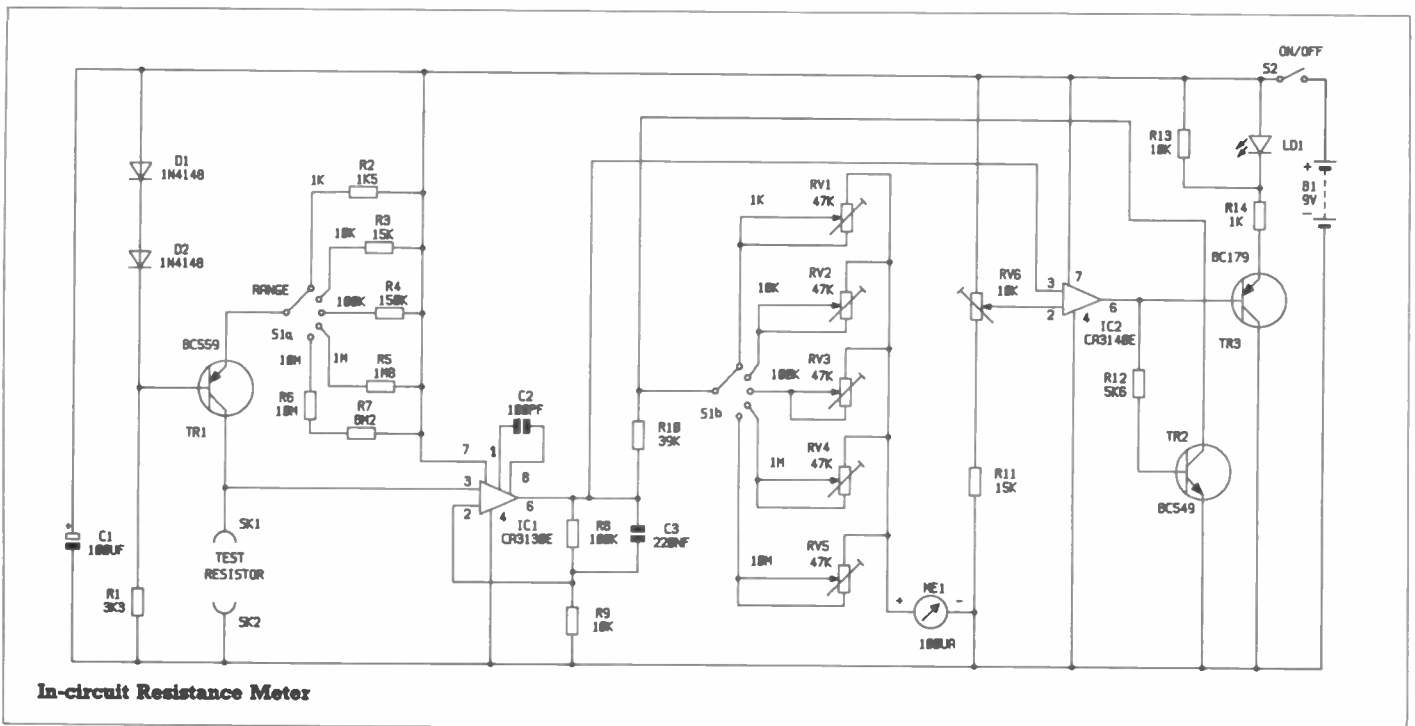 ON/OFF
S2
D1
1N4148
D2
1N4148
R2
1K5
1K
R3
15K
10K
R4
150K
100K
RANGE
S1a
10M
1M
R5
1M8
R6
10M
R7
8M2
BC559
TR1
C1
100UF
+
R1
3K3
SK1
TEST
RESISTOR
SK2
C2
100PF
7
1
8
3
2
4
6
IC1
CA3130E
R8
100K
R9
10K
C3
220NF
R10
39K
S1b
1K
RV1
47K
10K
RV2
47K
100K
RV3
47K
1M
RV4
47K
10M
RV5
47K
+
ME1
-
100UA
RV6
10K
R11
15K
3
7
2
4
6
IC2
CA3140E
R12
5K6
TR2
BC549
R13
10K
LD1
R14
1K
BC179
TR3
+
B1
9V
-
In-circuit Resistance Meter